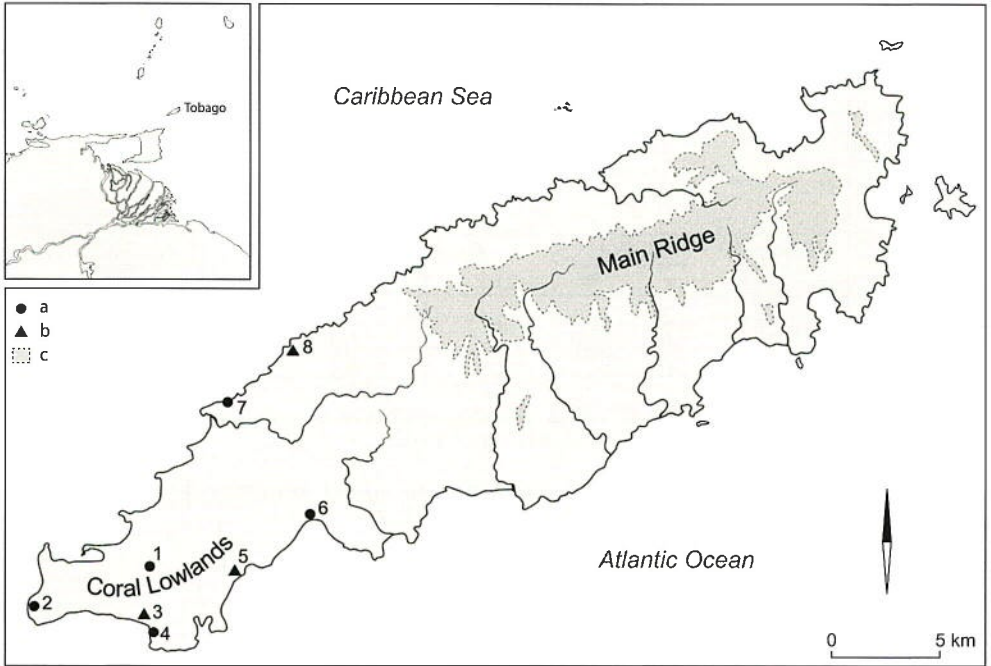 Tobago
Caribbean Sea
Main Ridge
a
b
c
8
7
6
1
5
Coral Lowlands
2
3
4
Atlantic Ocean
0 5 km